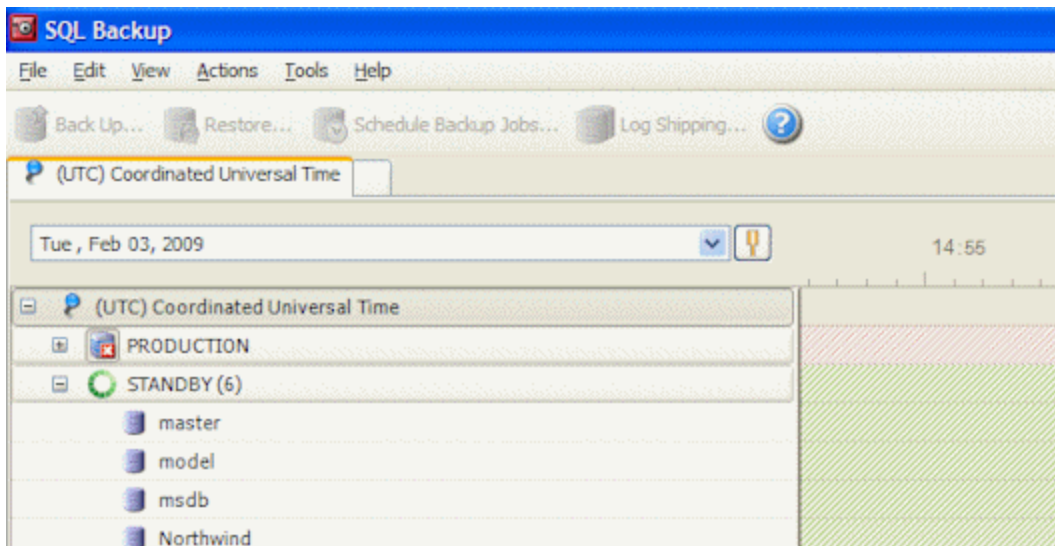 SQL Backup
File Edit View Actions Tools Help
Back Up... Restore... Schedule Backup Jobs... Log Shipping... ?
(UTC) Coordinated Universal Time
Tue , Feb 03, 2009
14:55
(UTC) Coordinated Universal Time
PRODUCTION
STANDBY (6)
master
model
msdb
Northwind